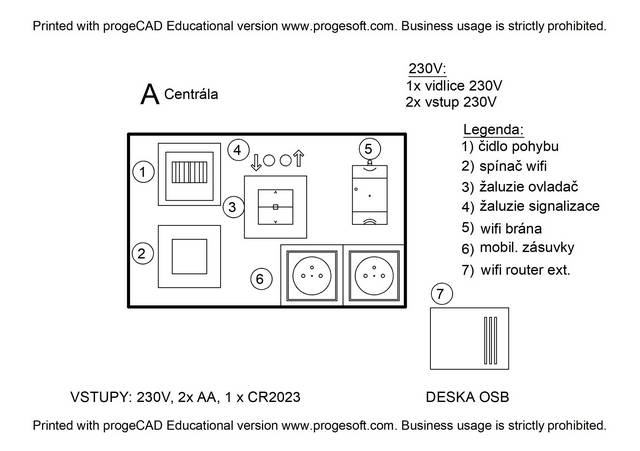 Printed with progeCAD Educational version www.progesoft.com. Business usage is strictly prohibited.
230V:
1x vidlice 230V
2x vstup 230V
A Centrála
Legenda:
1) čidlo pohybu
2) spínač wifi
3) žaluzie ovladač
4) žaluzie signalizace
5) wifi brána
6) mobil. zásuvky
7) wifi router ext.
4
5
1
3
2
6
7
VSTUPY: 230V, 2x AA, 1 x CR2023
DESKA OSB
Printed with progeCAD Educational version www.progesoft.com. Business usage is strictly prohibited.